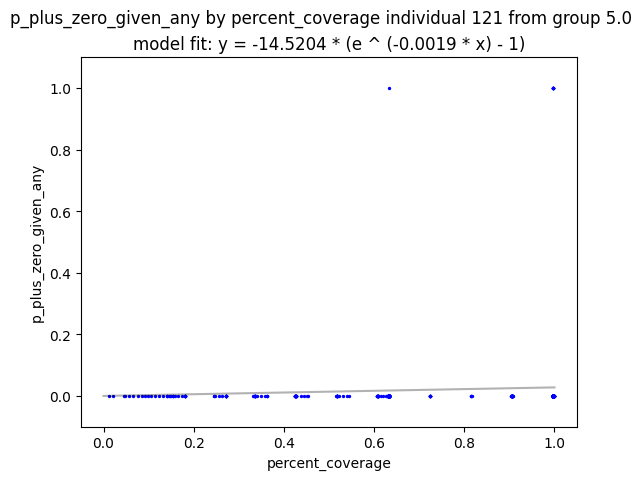 p_plus_zero_given_any by percent_coverage individual 121 from group 5.0
model fit: y = -14.5204 * (e ^ (-0.0019 * x) - 1)
1.0
0.8
0.6
0.4
0.2
0.0
p_plus_zero_given_any
0.0 0.2 0.4 0.6 0.8 1.0
percent_coverage